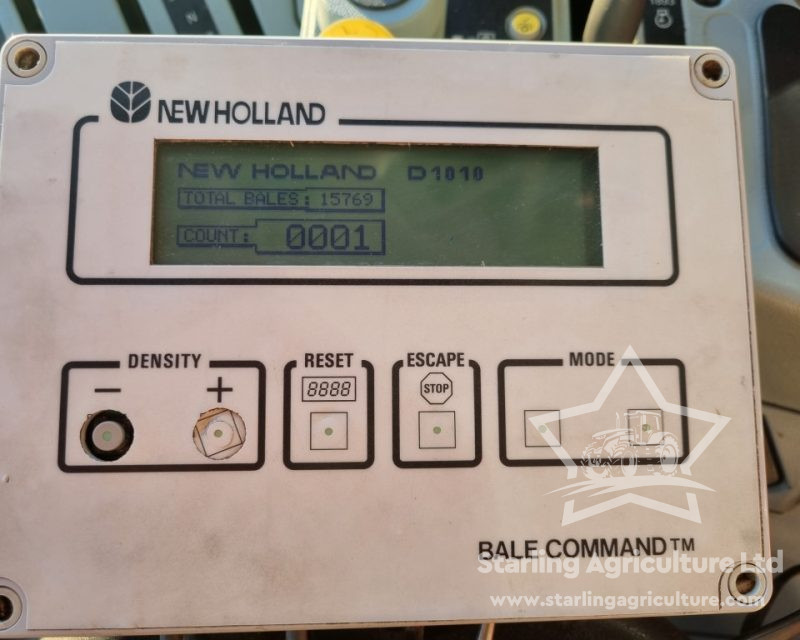 NEW HOLLAND
NEW HOLLAND D1010
TOTAL BALES: 15769
COUNT: 0001
DENSITY
RESET
ESCAPE
MODE
− +
8888
STOP
BALE COMMAND™
Starling Agriculture Ltd
www.starlingagriculture.com